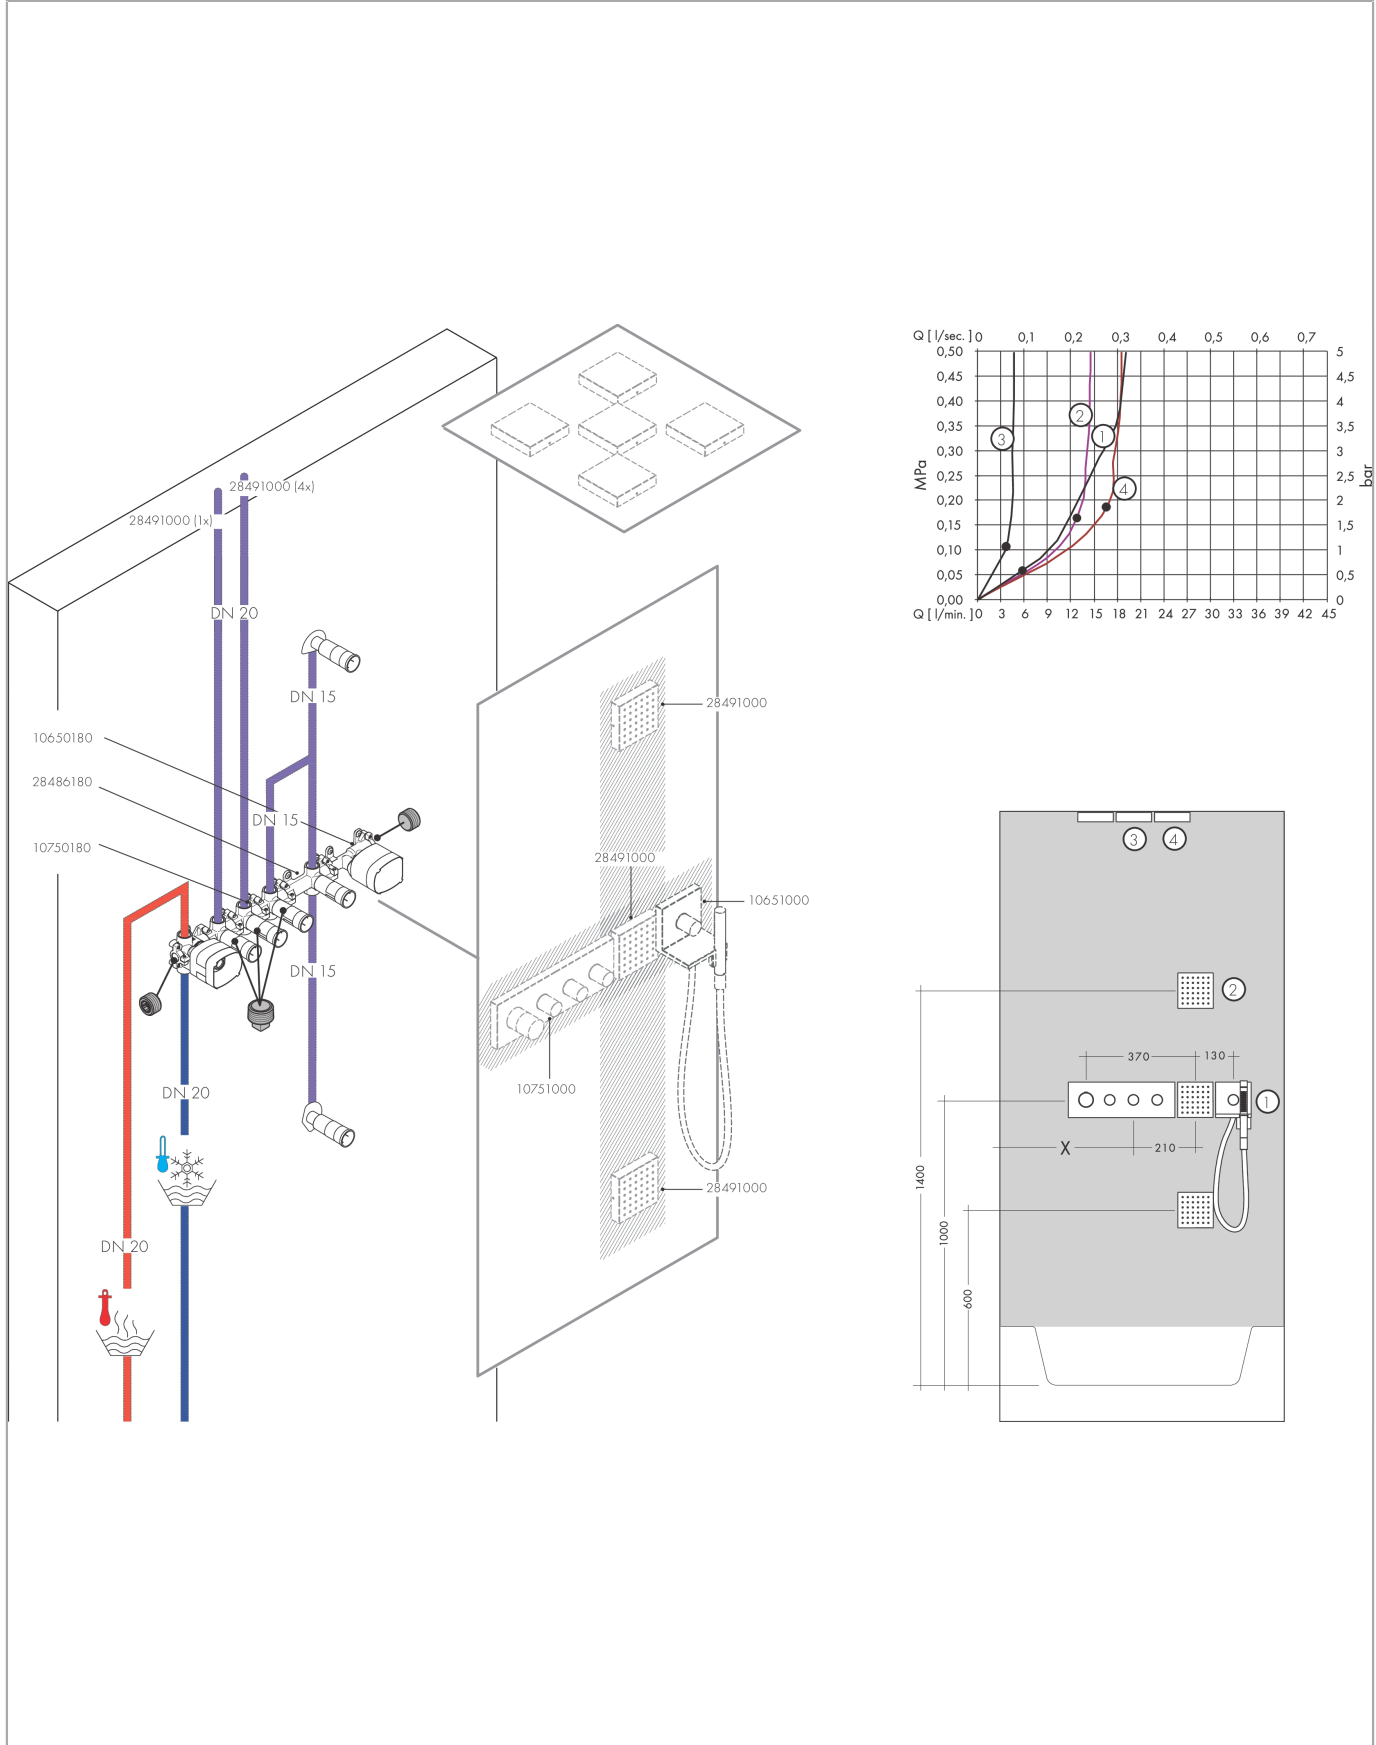 28491000 (4x)
28491000 (1x)
DN 20
DN 15
10650180
28486180
DN 15
10750180
DN 15
DN 20
DN 20
28491000
28491000
10651000
10751000
28491000
Q [ l/sec. ] 0 0,1 0,2 0,3 0,4 0,5 0,6 0,7
0,50 5
0,45 4,5
0,40 4
0,35 3,5
0,30 3
0,25 2,5
0,20 2
0,15 1,5
0,10 1
0,05 0,5
0,00 0
Q [ l/min. ] 0 3 6 9 12 15 18 21 24 27 30 33 36 39 42 45
MPa
bar
2
1
3
4
3 4
2
370 130
1
X 210
1400
1000
600